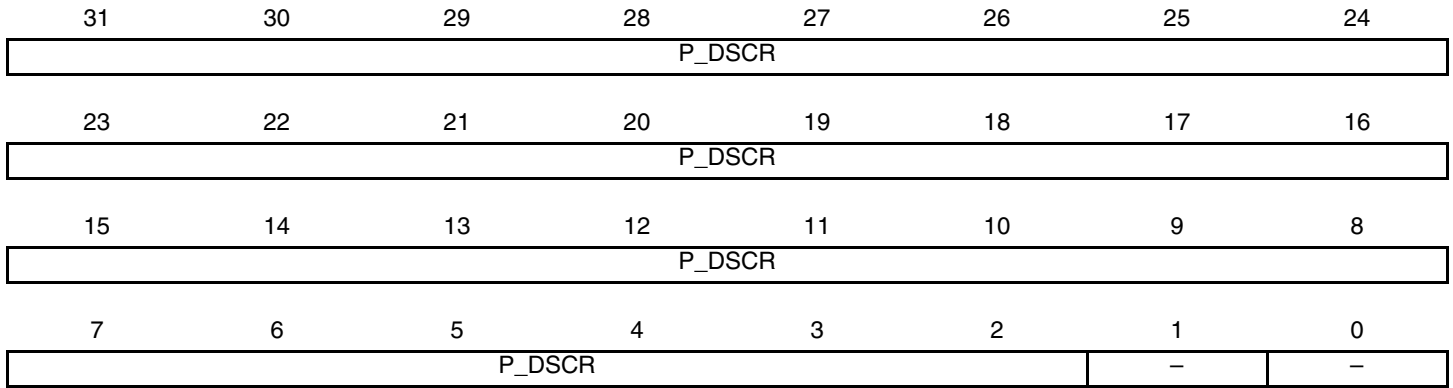 31 30 29 28 27 26 25 24
P_DSCR
23 22 21 20 19 18 17 16
P_DSCR
15 14 13 12 11 10 9 8
P_DSCR
7 6 5 4 3 2 1 0
P_DSCR – –